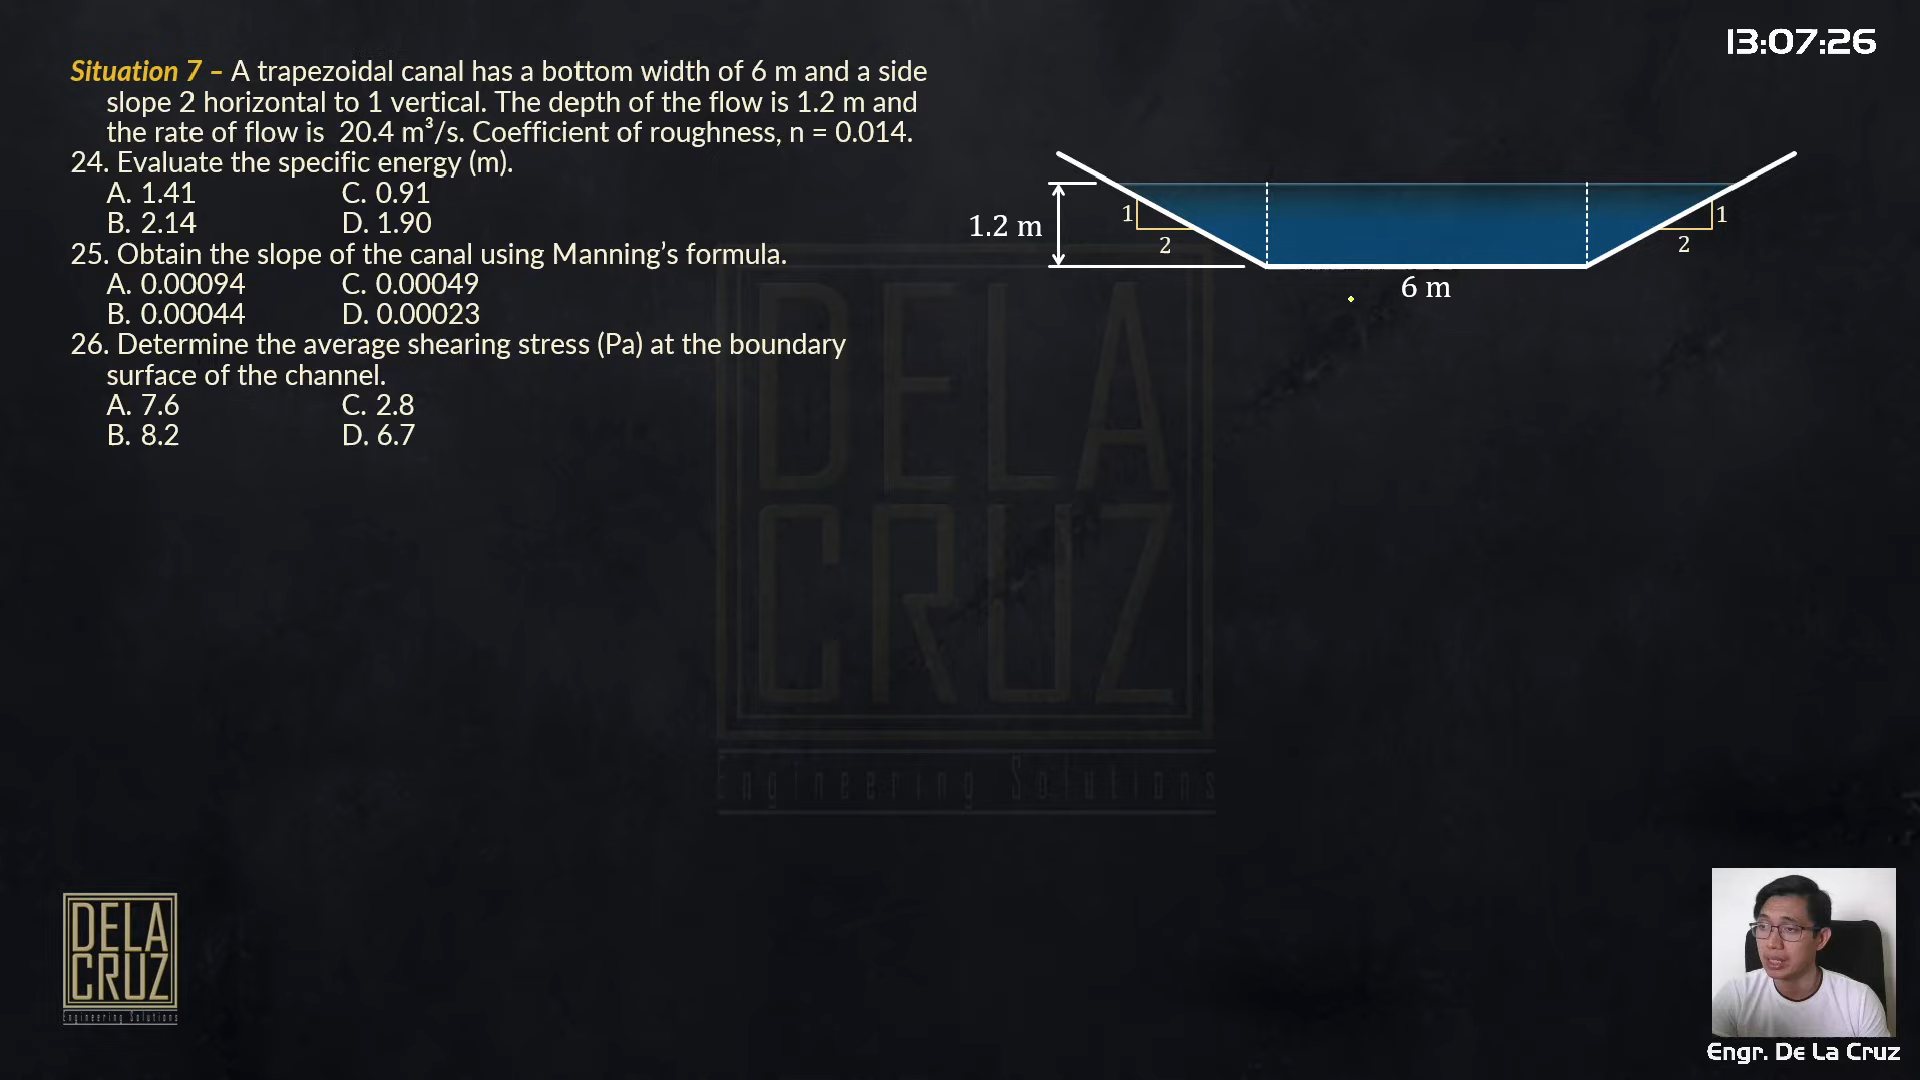 13:07:26
Situation 7 – A trapezoidal canal has a bottom width of 6 m and a side
slope 2 horizontal to 1 vertical. The depth of the flow is 1.2 m and
the rate of flow is 20.4 m³/s. Coefficient of roughness, n = 0.014.
24. Evaluate the specific energy (m).
A. 1.41 C. 0.91
B. 2.14 D. 1.90
25. Obtain the slope of the canal using Manning’s formula.
A. 0.00094 C. 0.00049
B. 0.00044 D. 0.00023
26. Determine the average shearing stress (Pa) at the boundary
surface of the channel.
A. 7.6 C. 2.8
B. 8.2 D. 6.7
1.2 m
1
2
1
2
6 m
DELA
CRUZ
Engineering Solutions
DELA
CRUZ
Engineering Solutions
Engr. De La Cruz